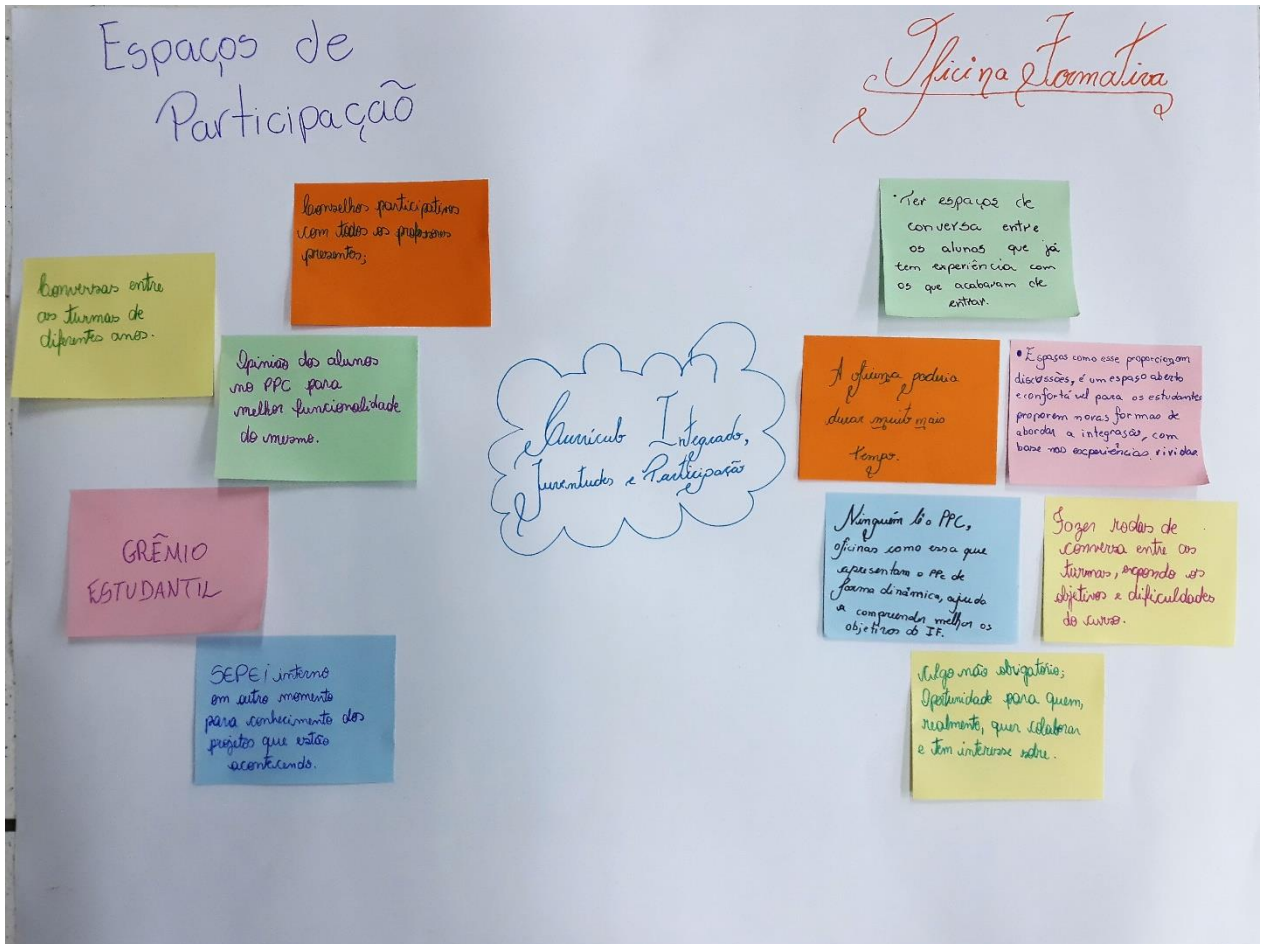 Espaços de
Participação
Conselhos participativos
com todos os professores
presentes;
Conversas entre
as turmas de
diferentes anos.
Opinião dos alunos
no PPC para
melhor funcionalidade
do mesmo.
GRÊMIO
ESTUDANTIL
SEPEI interno
em outro momento
para conhecimento dos
projetos que estão
acontecendo.
Currículo Integrado,
Juventudes e Participação
Oficina Formativa
• Ter espaços de
conversa entre
os alunos que já
tem experiência com
os que acabaram de
entrar.
A oficina poderia
durar muit mais
tempo.
• Espaços como esse proporcionam
discussões, é um espaço aberto
e confortável para os estudantes
proporem novas formas de
abordar a integração, com
base nas experiências vividas
Ninguém lê o PPC,
oficinas como essa que
apresentam o PPC de
forma dinâmica, ajuda
a compreender melhor os
objetivos do IF.
Fazer rodas de
conversa entre as
turmas, expondo os
objetivos e dificuldades
do curso.
Algo não obrigatório;
Oportunidade para quem,
realmente, quer colaborar
e tem interesse sobre.